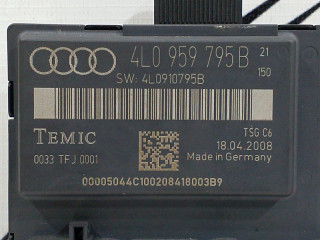 4L0 959 795B 21
SW: 4L0910795B 150
TEMIC TSG C6
18.04.2008
0033 TFJ 0001 Made in Germany
00005044C100208418003B9